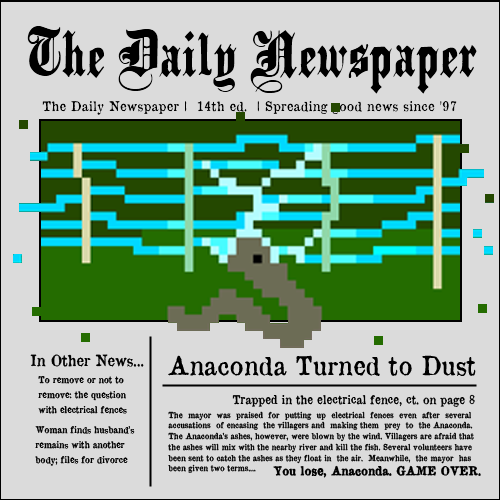 The Daily Newspaper
The Daily Newspaper | 14th ed. | Spreading good news since '97
In Other News...
To remove or not to
remove: the question
with electrical fences
Woman finds husband's
remains with another
body; files for divorce
Anaconda Turned to Dust
Trapped in the electrical fence, ct. on page 8
The mayor was praised for putting up electrical fences even after several
accusations of encasing the villagers and making them prey to the Anaconda.
The Anaconda's ashes, however, were blown by the wind. Villagers are afraid that
the ashes will mix with the nearby river and kill the fish. Several volunteers have
been sent to catch the ashes as they float in the air. Meanwhile, the mayor has
been given two terms....
You lose, Anaconda. GAME OVER.